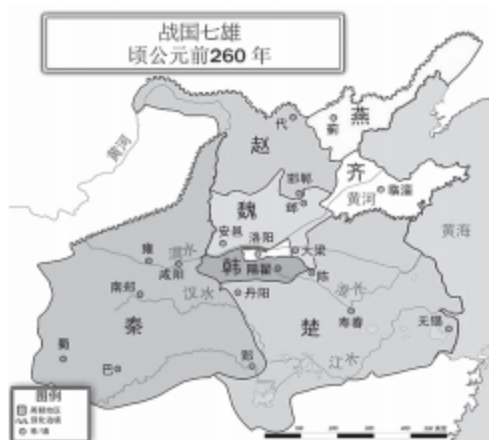 战国七雄
顷公元前260 年
燕
代
蓟
赵
黄河
齐
邯郸
临淄
黄河
邺
魏
黄海
安邑
洛阳
大梁
雍
咸阳
韩
陽翟
陈
南郑
汉水
丹阳
秦
楚
寿春
无锡
蜀
巴
郢
江水
图例